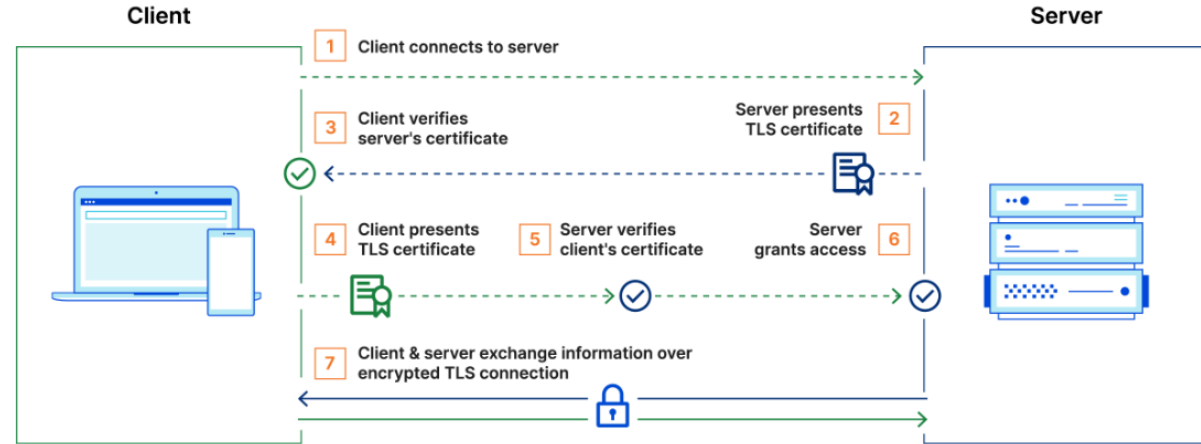 Client
Server
1
Client connects to server
3
Client verifies
server's certificate
Server presents
TLS certificate
2
4
Client presents
TLS certificate
5
Server verifies
client's certificate
Server
grants access
6
7
Client & server exchange information over
encrypted TLS connection